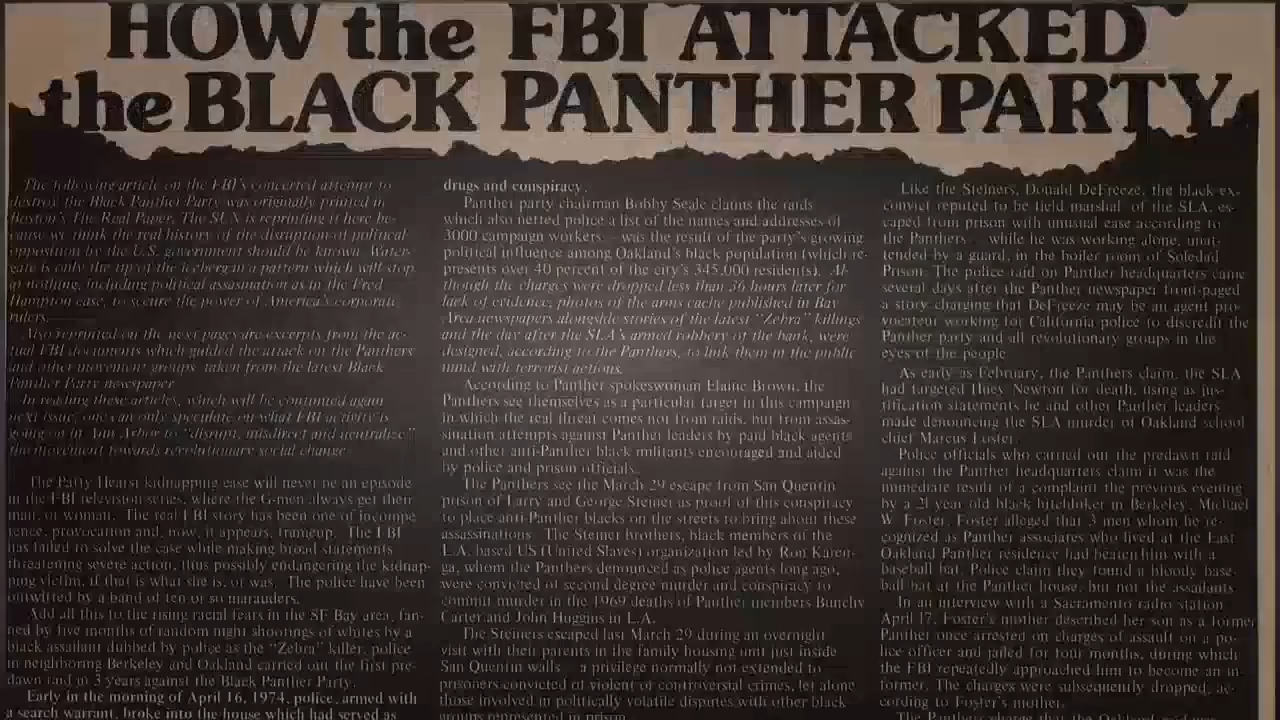 HOW the FBI ATTACKED
the BLACK PANTHER PARTY
The following article on the FBI's concerted attempt to
destroy the Black Panther Party was originally printed in
Boston's The Real Paper. The SUN is reprinting it here be-
cause we think the real history of the disruption of political
opposition by the U.S. government should be known. Water-
gate is only the tip of the iceberg in a pattern which will stop
at nothing, including political assasination as in the Fred
Hampton case, to secure the power of America's corporate
rulers.
Also reprinted on the next pages are excerpts from the ac-
tual FBI documents which guided the attack on the Panthers
and other movement groups, taken from the latest Black
Panther Party newspaper.
In reading these articles, which will be continued again
next issue, one can only speculate on what FBI activity is
going on in Ann Arbor to "disrupt, misdirect and neutralize"
the movement towards revolutionary social change.
The Patty Hearst kidnapping case will never be an episode
in the FBI television series, where the G-men always get their
man, or woman. The real FBI story has been one of incompe-
tence, provocation and, now, it appears, frameup. The FBI
has failed to solve the case while making broad statements
threatening severe action, thus possibly endangering the kidnap-
ping victim, if that is what she is, or was. The police have been
outwitted by a band of ten or so marauders.
Add all this to the rising racial fears in the SF Bay area, fan-
ned by five months of random night shootings of whites by a
black assailant dubbed by police as the "Zebra" killer, police
in neighboring Berkeley and Oakland carried out the first pre-
dawn raid in 3 years against the Black Panther Party.
Early in the morning of April 16, 1974, police, armed with
a search warrant, broke into the house which had served as
drugs and conspiracy.
Panther party chairman Bobby Seale claims the raids
which also netted police a list of the names and addresses of
3000 campaign workers - was the result of the party's growing
political influence among Oakland's black population (which re-
presents over 40 percent of the city's 345,000 residents). Al-
though the charges were dropped less than 36 hours later for
lack of evidence, photos of the arms cache published in Bay
Area newspapers alongside stories of the latest "Zebra" killings
and the day after the SLA's armed robbery of the bank, were
designed, according to the Panthers, to link them in the public
mind with terrorist actions.
According to Panther spokeswoman Elaine Brown, the
Panthers see themselves as a particular target in this campaign
in which the real threat comes not from raids, but from assas-
sination attempts against Panther leaders by paid black agents
and other anti-Panther black militants encouraged and aided
by police and prison officials.
The Panthers see the March 29 escape from San Quentin
prison of Larry and George Steiner as proof of this conspiracy
to place anti-Panther blacks on the streets to bring about these
assassinations. The Steiner brothers, black members of the
L.A. based US (United Slaves) organization led by Ron Karen-
ga, whom the Panthers denounced as police agents long ago,
were convicted of second degree murder and conspiracy to
commit murder in the 1969 deaths of Panther members Bunchy
Carter and John Huggins in L.A.
The Steiners escaped last March 29 during an overnight
visit with their parents in the family housing unit just inside
San Quentin walls - a privilege normally not extended to
prisoners convicted of violent or controversial crimes, let alone
those involved in politically volatile disputes with other black
groups represented in prison.
Like the Steiners, Donald DeFreeze, the black ex-
convict reputed to be field marshal of the SLA, es-
caped from prison with unusual ease according to
the Panthers - while he was working alone, unat-
tended by a guard, in the boiler room of Soledad
Prison. The police raid on Panther headquarters came
several days after the Panther newspaper front-paged
a story charging that DeFreeze may be an agent pro-
vocateur working for California police to discredit the
Panther party and all revolutionary groups in the
eyes of the people.
As early as February, the Panthers claim, the SLA
had targeted Huey Newton for death, using as jus-
tification statements he and other Panther leaders
made denouncing the SLA murder of Oakland school
chief Marcus Foster.
Police officials who carried out the predawn raid
against the Panther headquarters claim it was the
immediate result of a complaint the previous evening
by a 21 year old black hitchhiker in Berkeley, Michael
W. Foster. Foster alleged that 3 men whom he re-
cognized as Panther associates who lived at the East
Oakland Panther residence had beaten him with a
baseball bat. Police claim they found a bloody base-
ball bat at the Panther house, but not the assailants.
In an interview with a Sacramento radio station
April 17, Foster's mother described her son as a former
Panther once arrested on charges of assault on a po-
lice officer and jailed for four months, during which
the FBI repeatedly approached him to become an in-
former. The charges were subsequently dropped, ac-
cording to Foster's mother.
The Panthers charge that the Oakland